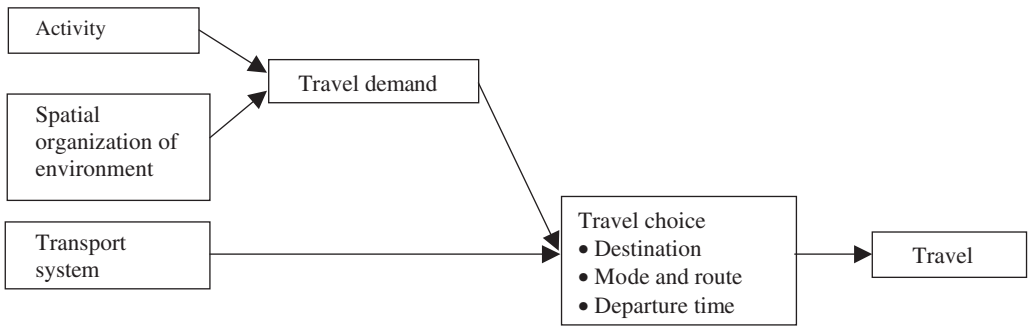 Activity
Travel demand
Spatial
organization of
environment
Transport
system
Travel choice
• Destination
• Mode and route
• Departure time
Travel